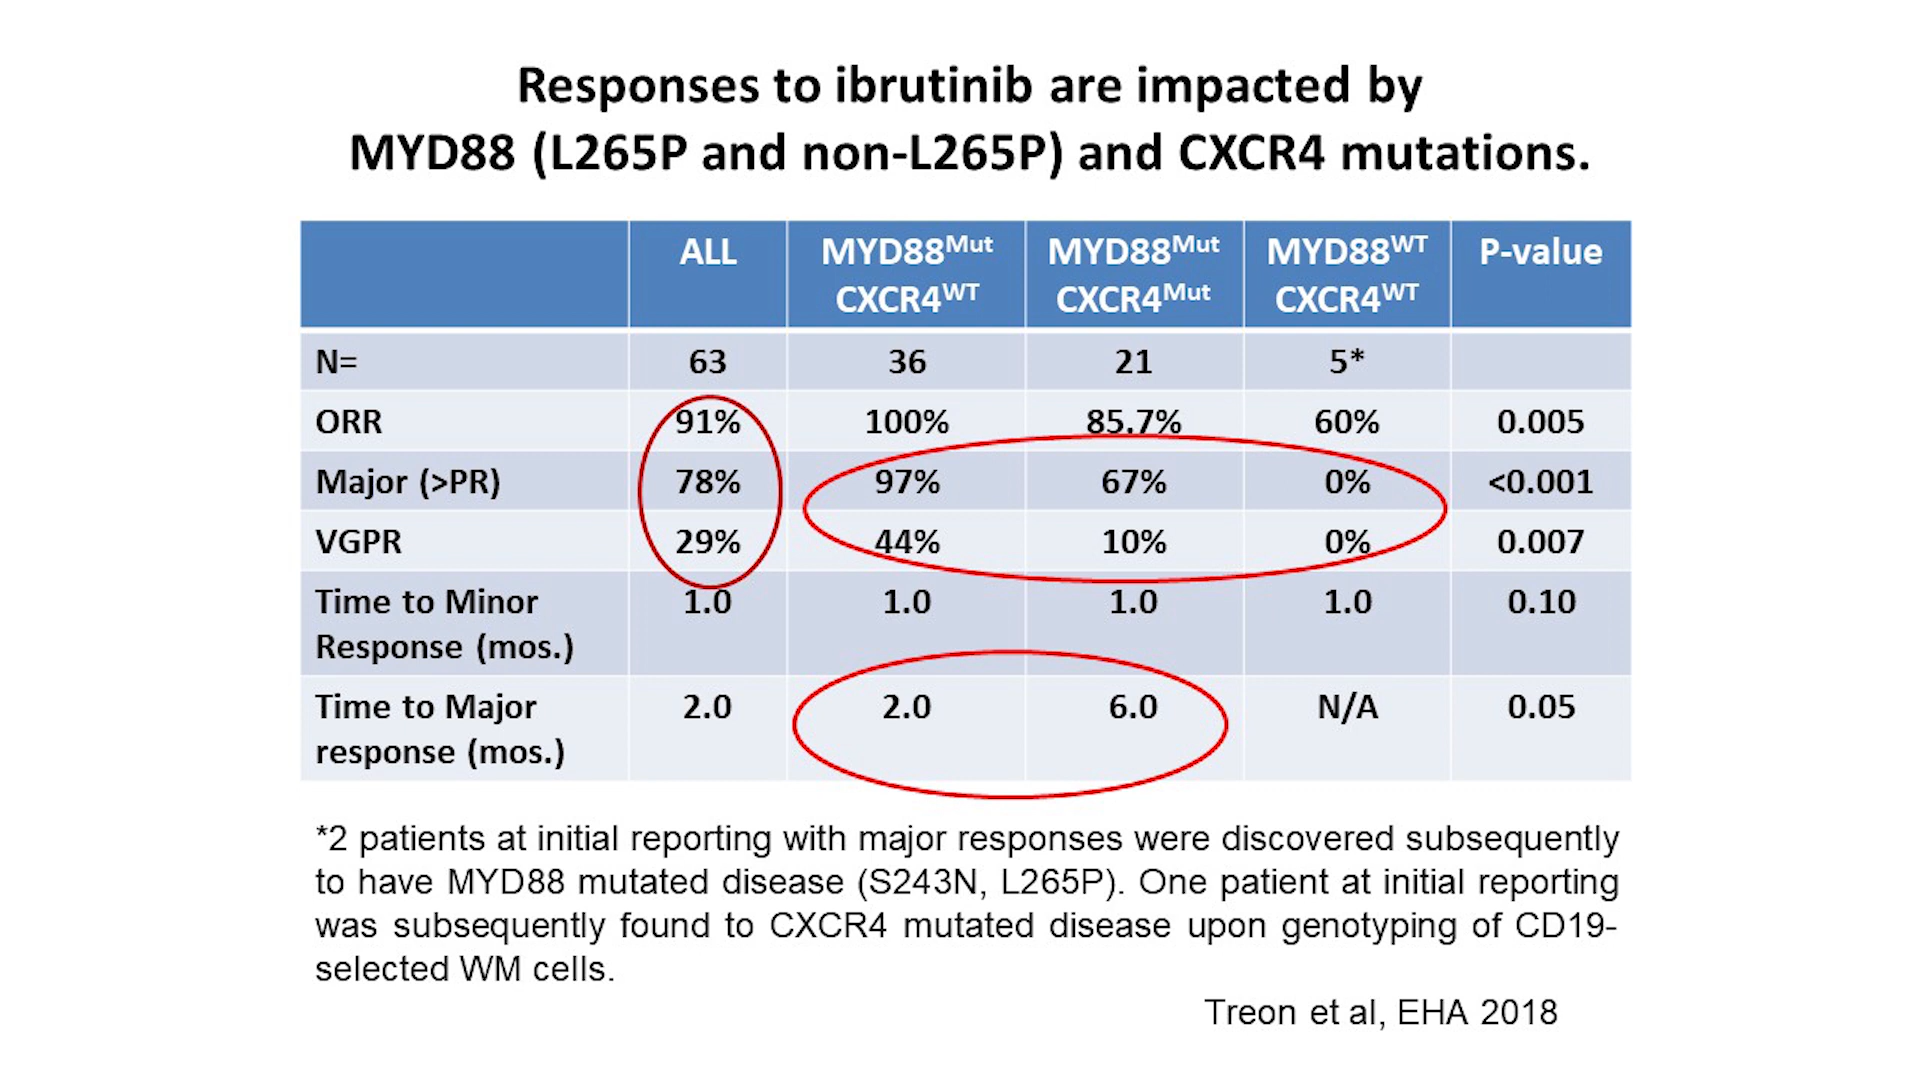 Responses to ibrutinib are impacted by
MYD88 (L265P and non-L265P) and CXCR4 mutations.
ALL MYD88Mut CXCR4WT MYD88Mut CXCR4Mut MYD88WT CXCR4WT P-value
N= 63 36 21 5*
ORR 91% 100% 85.7% 60% 0.005
Major (>PR) 78% 97% 67% 0% <0.001
VGPR 29% 44% 10% 0% 0.007
Time to Minor Response (mos.) 1.0 1.0 1.0 1.0 0.10
Time to Major response (mos.) 2.0 2.0 6.0 N/A 0.05
*2 patients at initial reporting with major responses were discovered subsequently
to have MYD88 mutated disease (S243N, L265P). One patient at initial reporting
was subsequently found to CXCR4 mutated disease upon genotyping of CD19-
selected WM cells.
Treon et al, EHA 2018